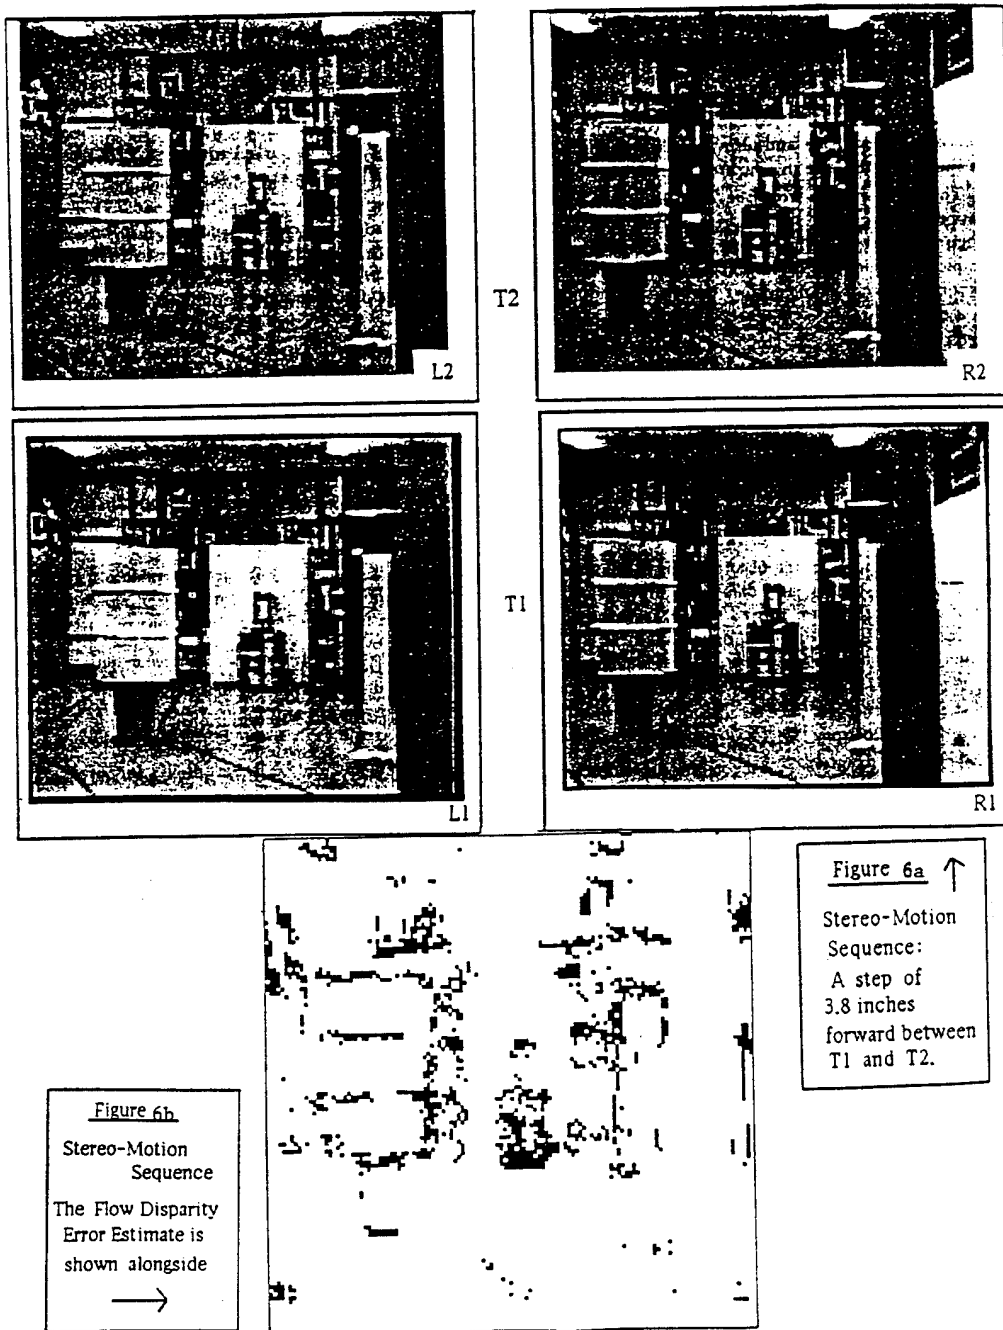 L2
T2
R2
L1
T1
R1
Figure 6a
Stereo-Motion
Sequence:
A step of
3.8 inches
forward between
T1 and T2.
Figure 6b
Stereo-Motion
Sequence
The Flow Disparity
Error Estimate is
shown alongside